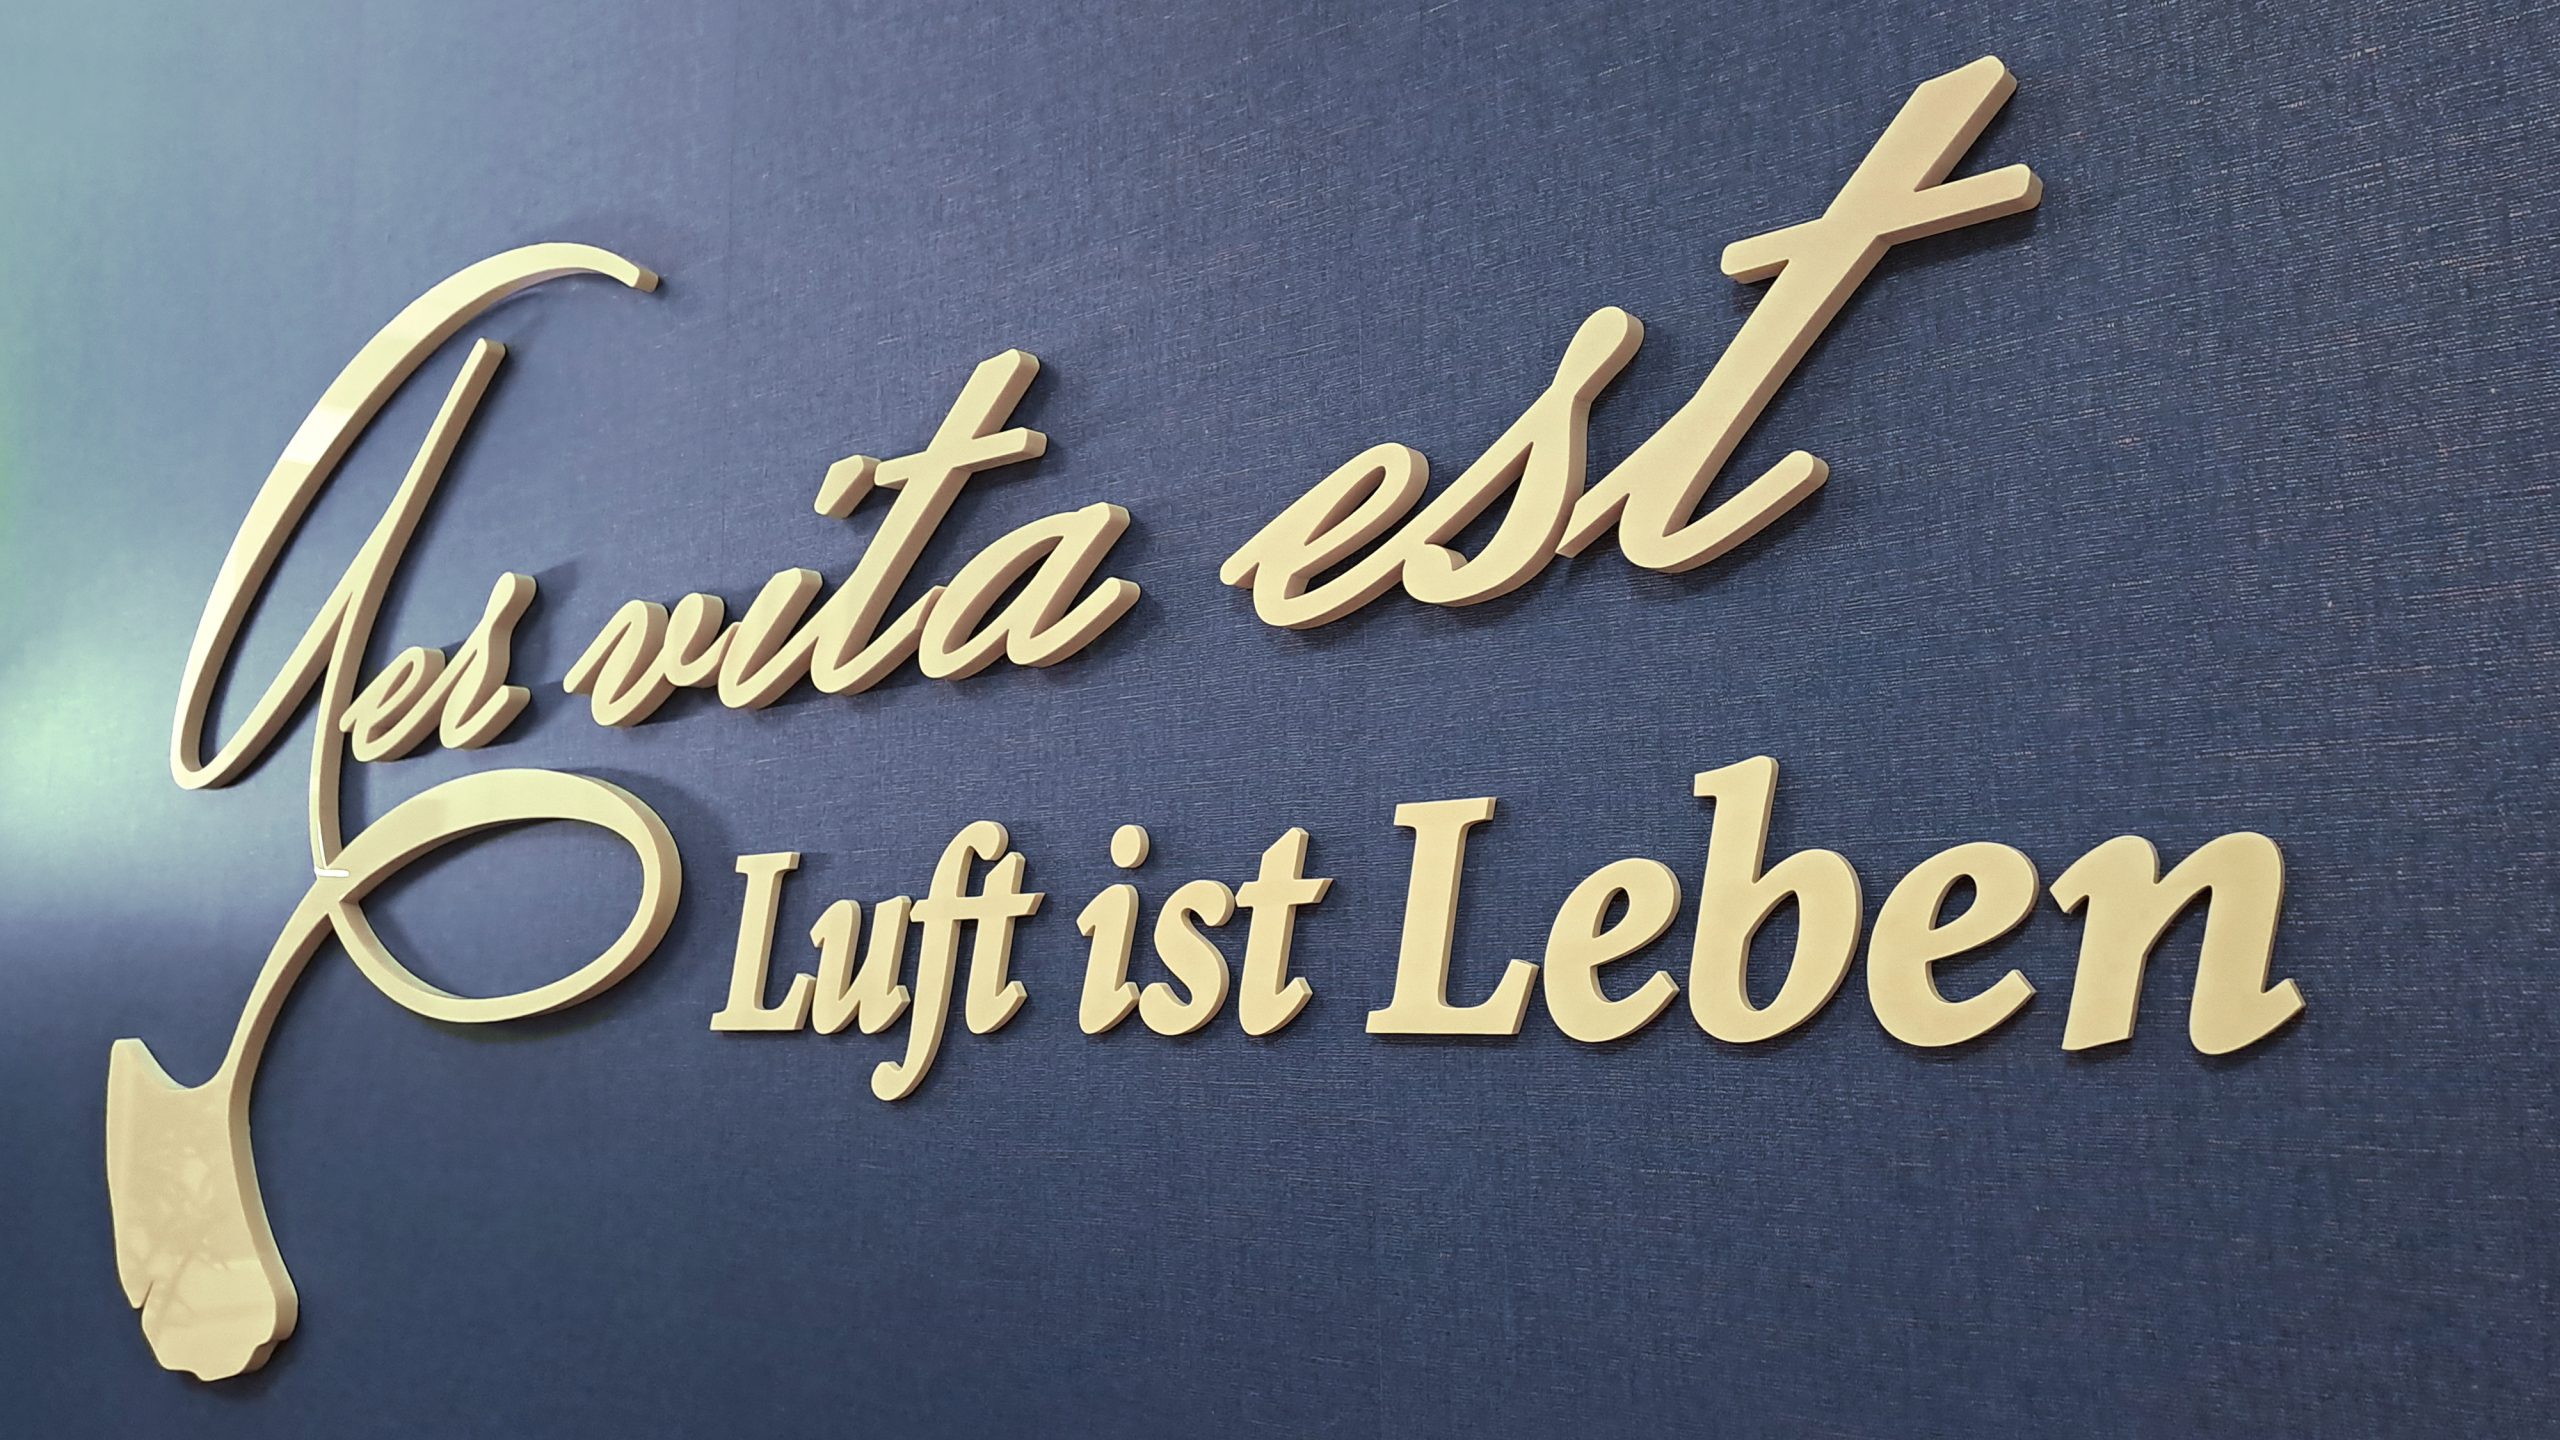 Aer vita est
Luft ist Leben